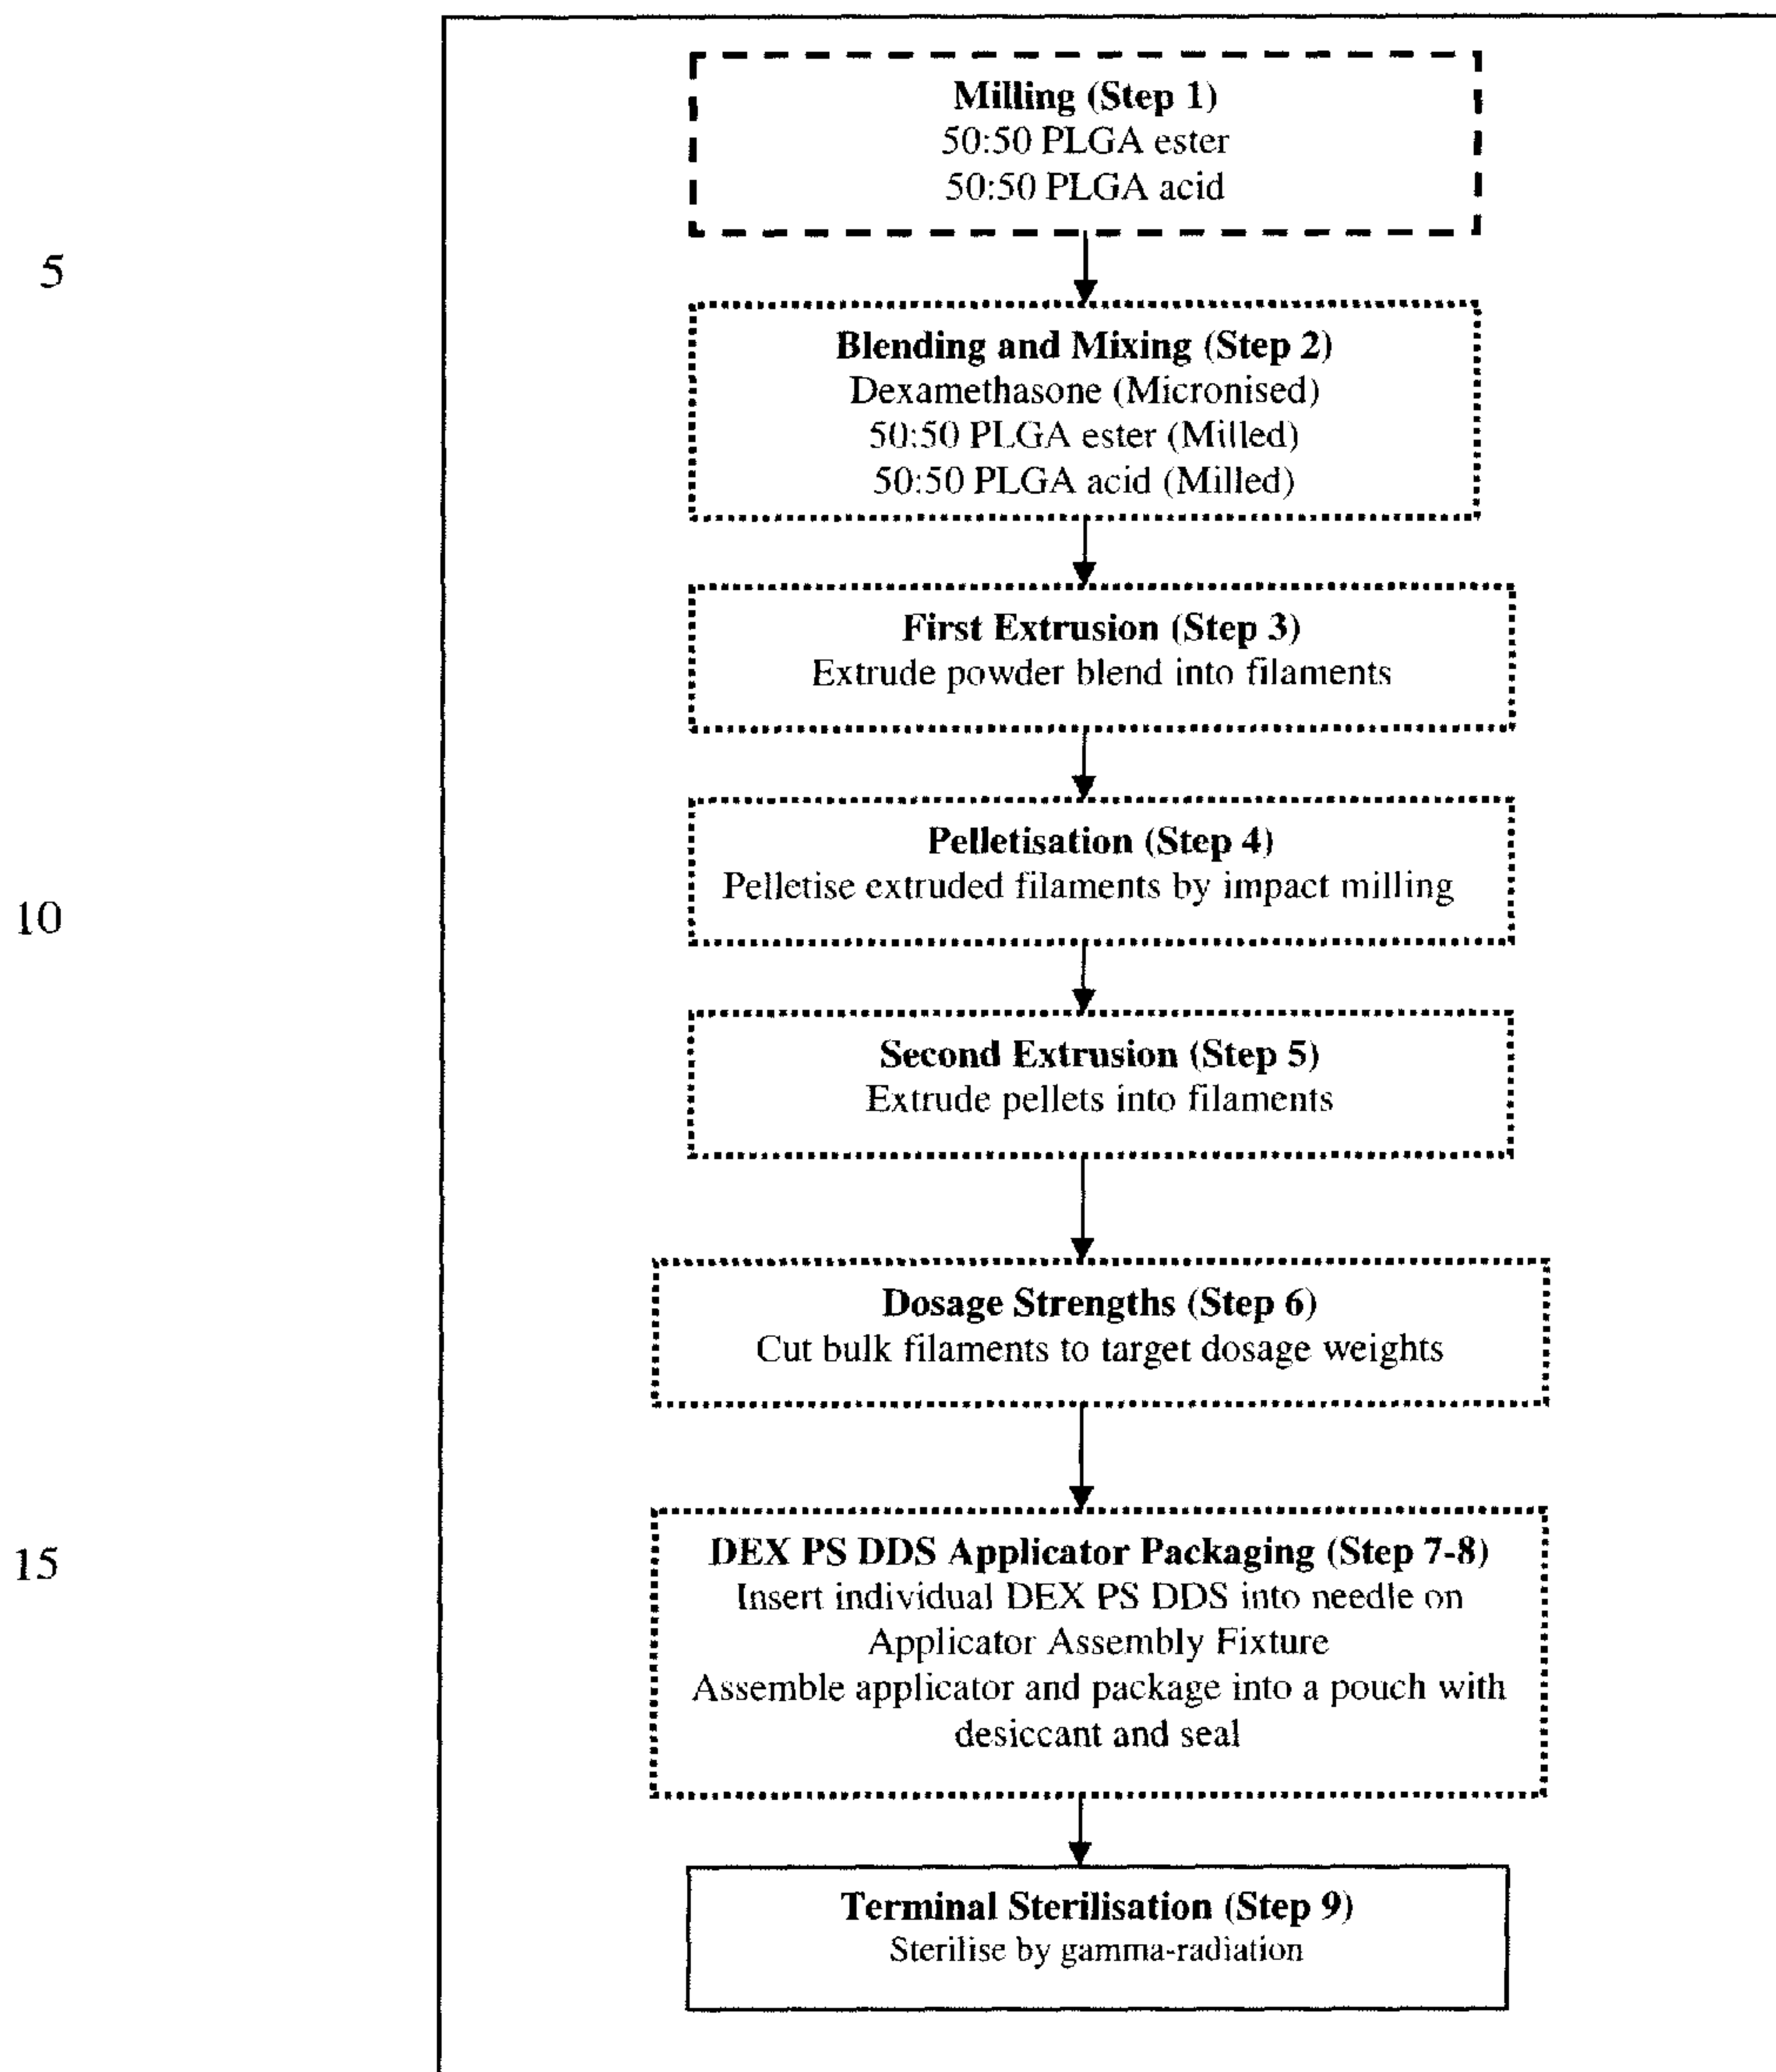 Milling (Step 1)
50:50 PLGA ester
50:50 PLGA acid
5
Blending and Mixing (Step 2)
Dexamethasone (Micronised)
50:50 PLGA ester (Milled)
50:50 PLGA acid (Milled)
First Extrusion (Step 3)
Extrude powder blend into filaments
Pelletisation (Step 4)
Pelletise extruded filaments by impact milling
10
Second Extrusion (Step 5)
Extrude pellets into filaments
Dosage Strengths (Step 6)
Cut bulk filaments to target dosage weights
DEX PS DDS Applicator Packaging (Step 7-8)
15
Insert individual DEX PS DDS into needle on
Applicator Assembly Fixture
Assemble applicator and package into a pouch with
desiccant and seal
Terminal Sterilisation (Step 9)
Sterilise by gamma-radiation